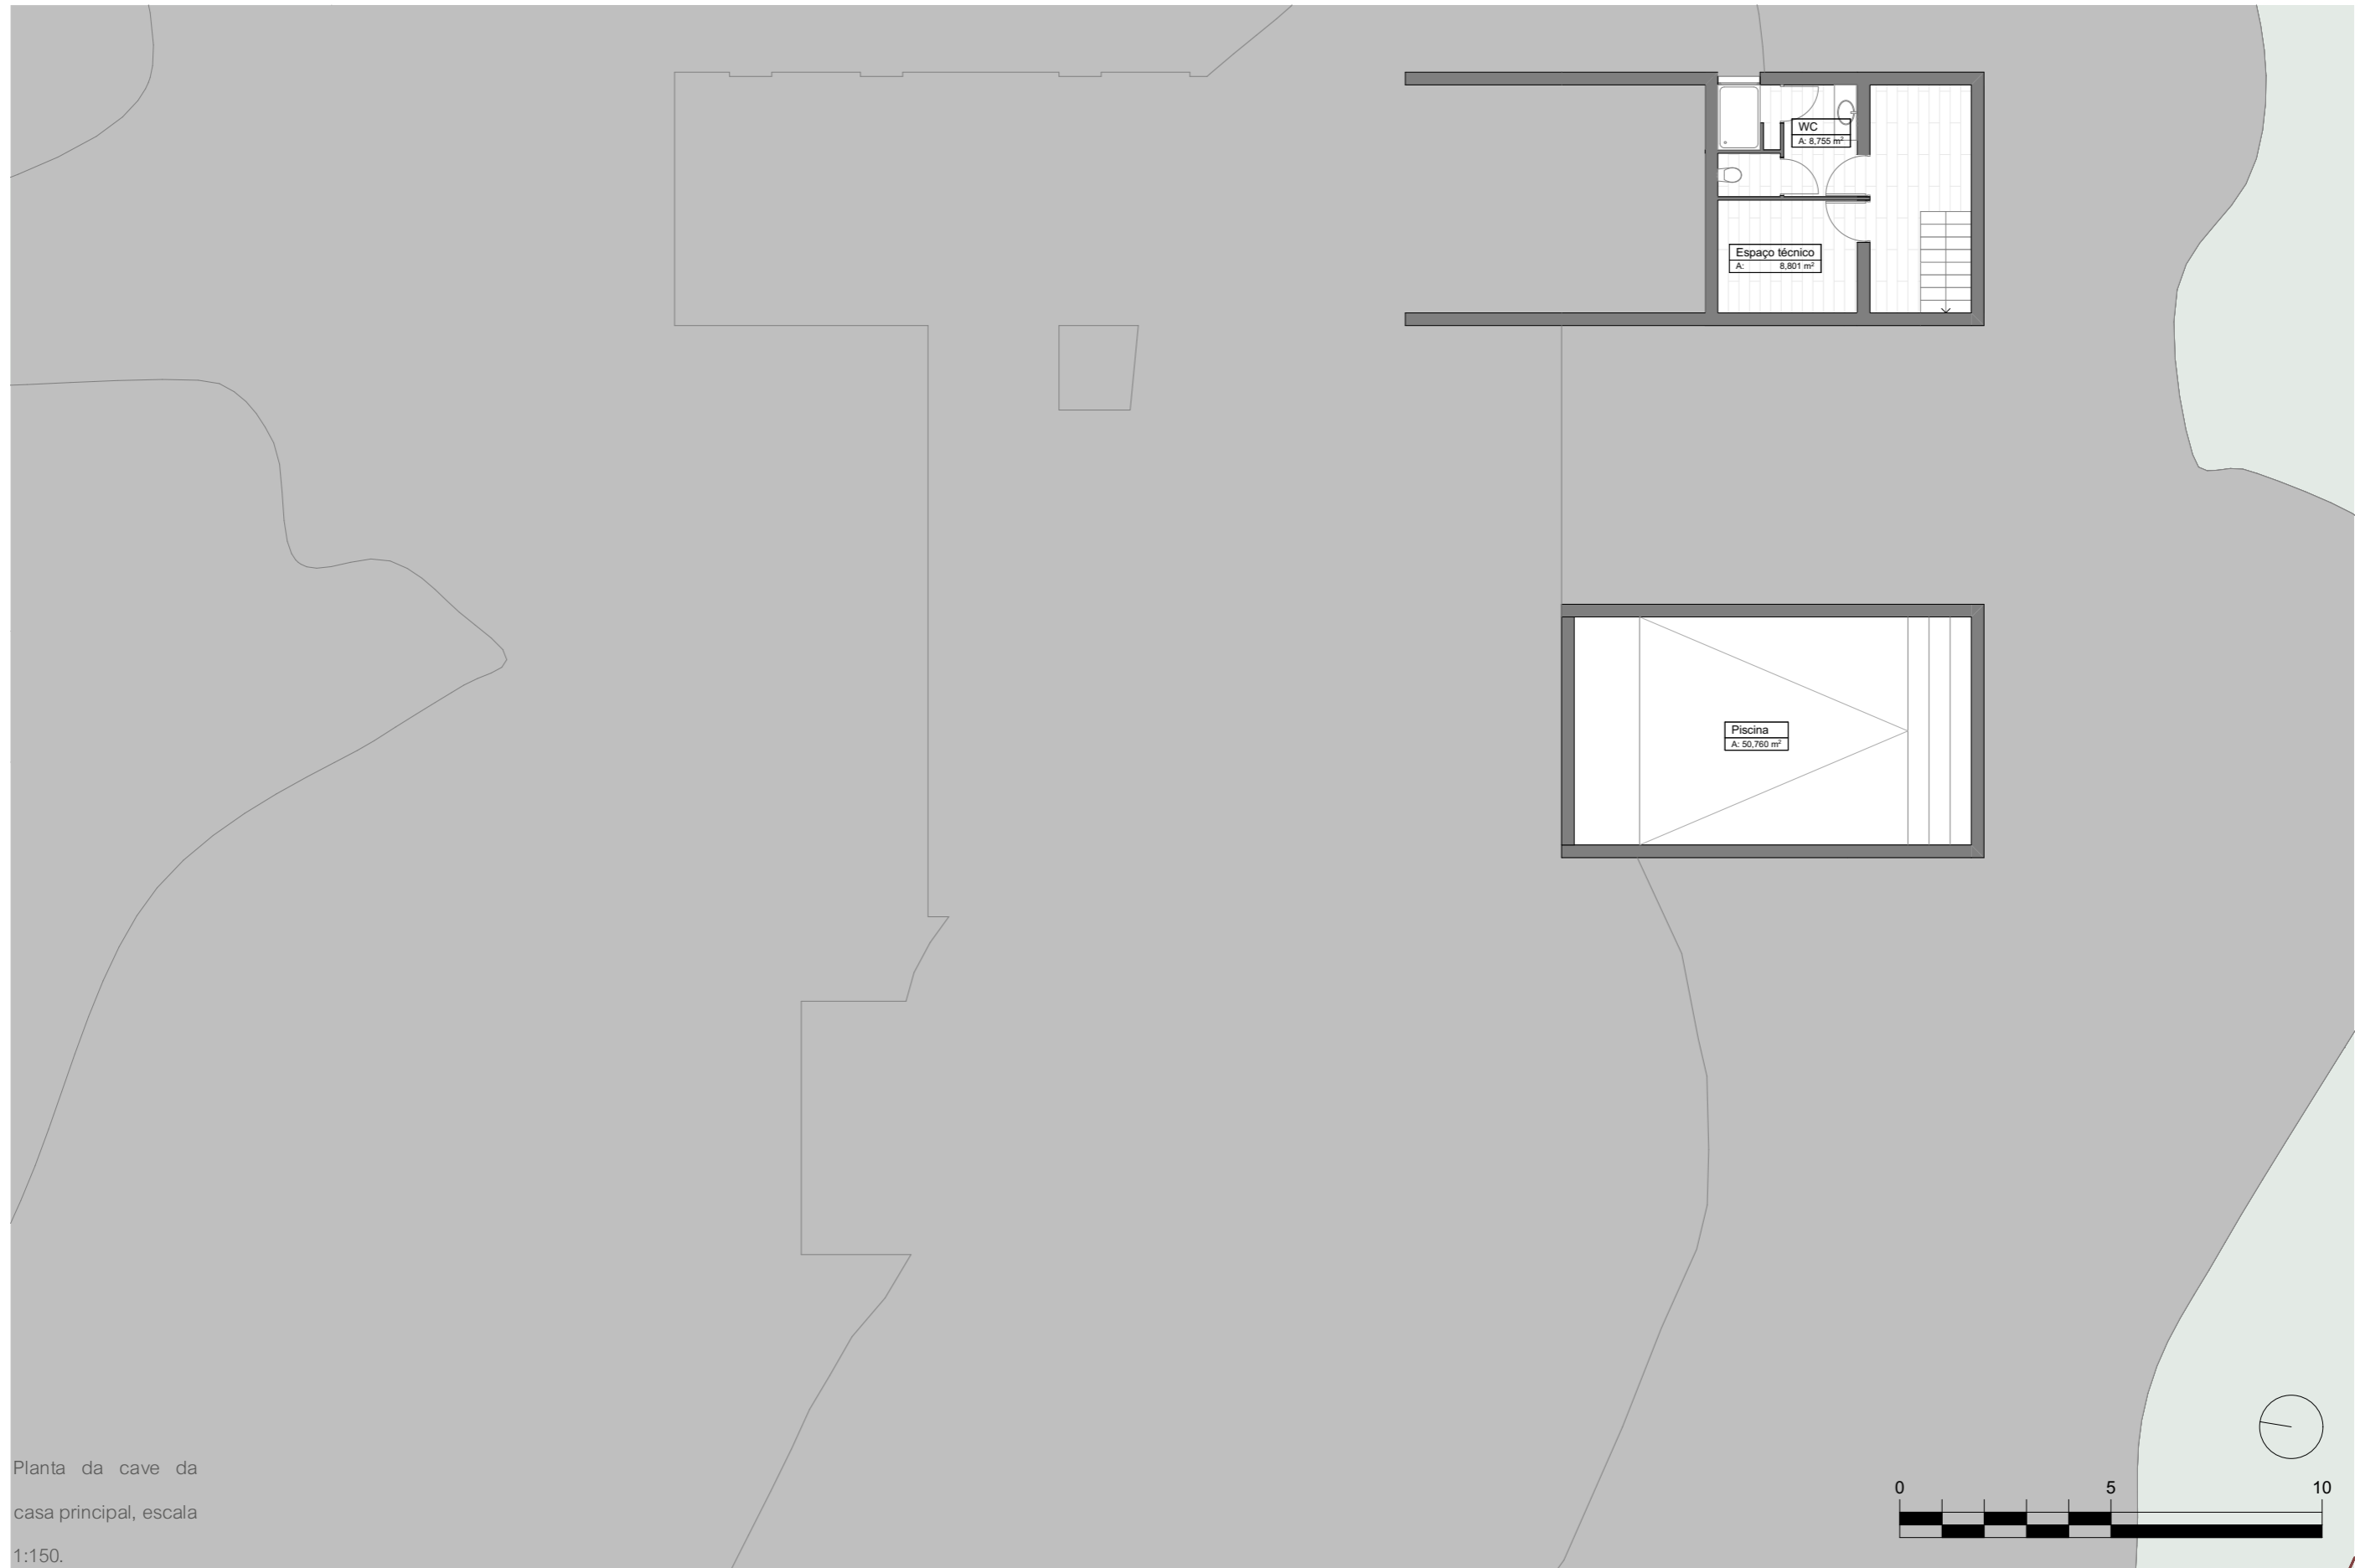 WC
A: 8,755 m²
Espaço técnico
A: 8,801 m²
Piscina
A: 50,760 m²
Planta da cave da
casa principal, escala
1:150.
0 5 10